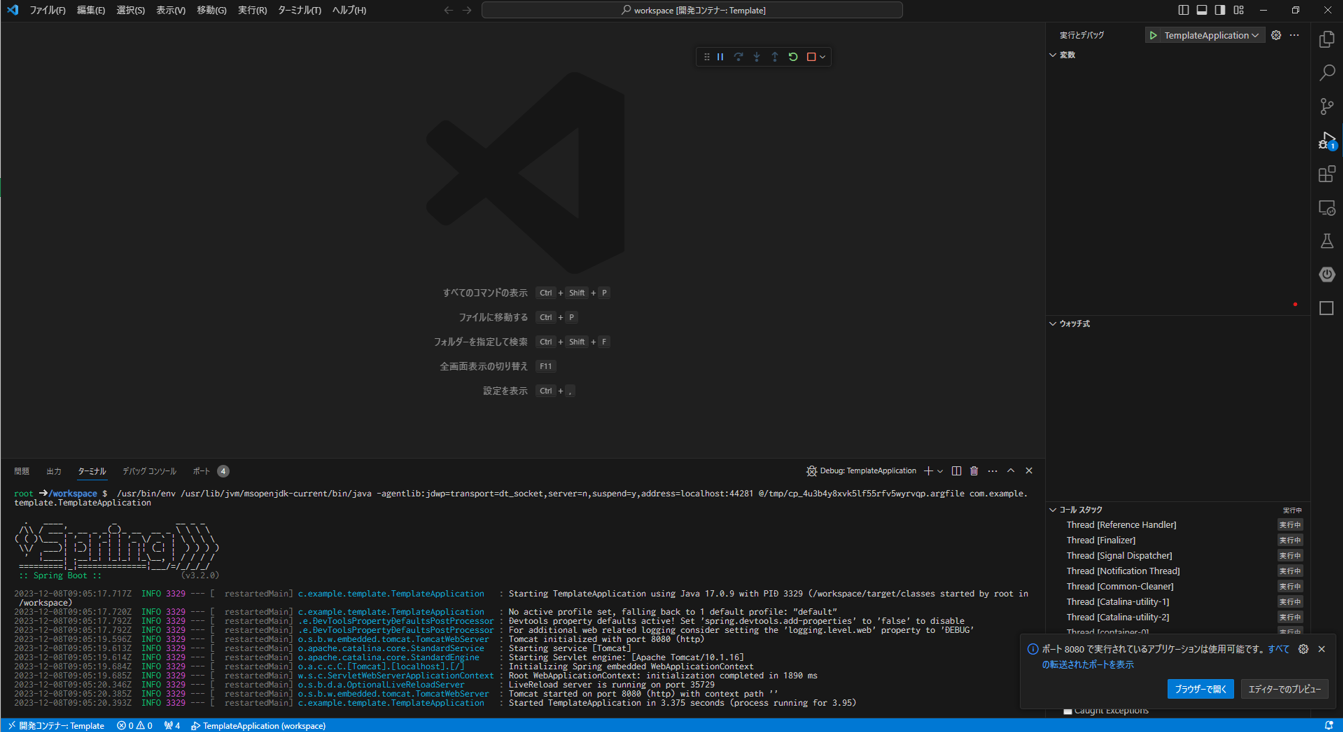 ファイル(F) 編集(E) 選択(S) 表示(V) 移動(G) 実行(R) ターミナル(T) ヘルプ(H)
workspace [開発コンテナー: Template]
実行とデバッグ
TemplateApplication
変数
すべてのコマンドの表示 Ctrl + Shift + P
ファイルに移動する Ctrl + P
フォルダーを指定して検索 Ctrl + Shift + F
全画面表示の切り替え F11
設定を表示 Ctrl + ,
ウォッチ式
問題 出力 ターミナル デバッグ コンソール ポート 4
Debug: TemplateApplication
root ➜ /workspace $ /usr/bin/env /usr/lib/jvm/msopenjdk-current/bin/java -agentlib:jdwp=transport=dt_socket,server=n,suspend=y,address=localhost:44281 @/tmp/cp_4u3b4y8xvk5lf55rfv5wyrvqp.argfile com.example.
template.TemplateApplication
:: Spring Boot :: (v3.2.0)
2023-12-08T09:05:17.717Z INFO 3329 --- [ restartedMain] c.example.template.TemplateApplication : Starting TemplateApplication using Java 17.0.9 with PID 3329 (/workspace/target/classes started by root in
/workspace)
2023-12-08T09:05:17.720Z INFO 3329 --- [ restartedMain] c.example.template.TemplateApplication : No active profile set, falling back to 1 default profile: "default"
2023-12-08T09:05:17.792Z INFO 3329 --- [ restartedMain] .e.DevToolsPropertyDefaultsPostProcessor : Devtools property defaults active! Set 'spring.devtools.add-properties' to 'false' to disable
2023-12-08T09:05:17.792Z INFO 3329 --- [ restartedMain] .e.DevToolsPropertyDefaultsPostProcessor : For additional web related logging consider setting the 'logging.level.web' property to 'DEBUG'
2023-12-08T09:05:19.596Z INFO 3329 --- [ restartedMain] o.s.b.w.embedded.tomcat.TomcatWebServer : Tomcat initialized with port 8080 (http)
2023-12-08T09:05:19.613Z INFO 3329 --- [ restartedMain] o.apache.catalina.core.StandardService : Starting service [Tomcat]
2023-12-08T09:05:19.614Z INFO 3329 --- [ restartedMain] o.apache.catalina.core.StandardEngine : Starting Servlet engine: [Apache Tomcat/10.1.16]
2023-12-08T09:05:19.684Z INFO 3329 --- [ restartedMain] o.a.c.c.C.[Tomcat].[localhost].[/] : Initializing Spring embedded WebApplicationContext
2023-12-08T09:05:19.685Z INFO 3329 --- [ restartedMain] w.s.c.ServletWebServerApplicationContext : Root WebApplicationContext: initialization completed in 1890 ms
2023-12-08T09:05:20.346Z INFO 3329 --- [ restartedMain] o.s.b.d.a.OptionalLiveReloadServer : LiveReload server is running on port 35729
2023-12-08T09:05:20.385Z INFO 3329 --- [ restartedMain] o.s.b.w.embedded.tomcat.TomcatWebServer : Tomcat started on port 8080 (http) with context path ''
2023-12-08T09:05:20.393Z INFO 3329 --- [ restartedMain] c.example.template.TemplateApplication : Started TemplateApplication in 3.375 seconds (process running for 3.95)
コール スタック 実行中
Thread [Reference Handler] 実行中
Thread [Finalizer] 実行中
Thread [Signal Dispatcher] 実行中
Thread [Notification Thread] 実行中
Thread [Common-Cleaner] 実行中
Thread [Catalina-utility-1] 実行中
Thread [Catalina-utility-2] 実行中
Thread [container-0] 実行中
ポート 8080 で実行されているアプリケーションは使用可能です。 すべて
の転送されたポートを表示
ブラウザーで開く エディターでのプレビュー
Caught Exceptions
1
開発コンテナー: Template 0 0 4 TemplateApplication (workspace)